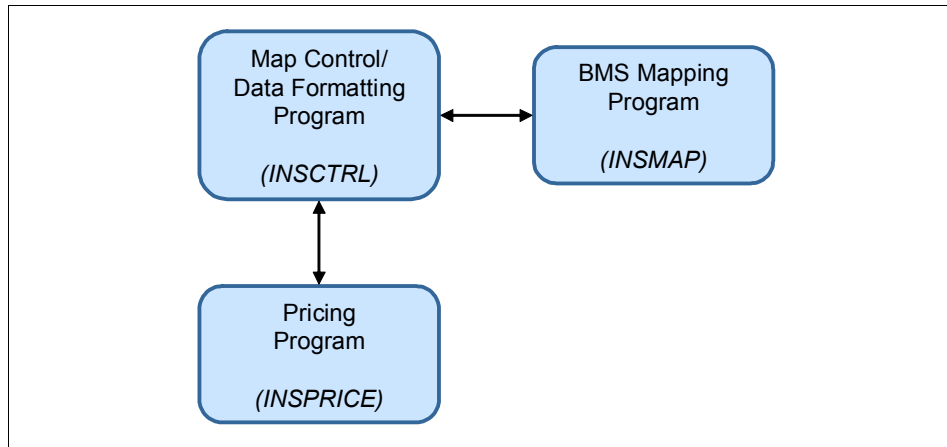 Map Control/
Data Formatting
Program
(INSCTRL)
BMS Mapping
Program
(INSMAP)
Pricing
Program
(INSPRICE)